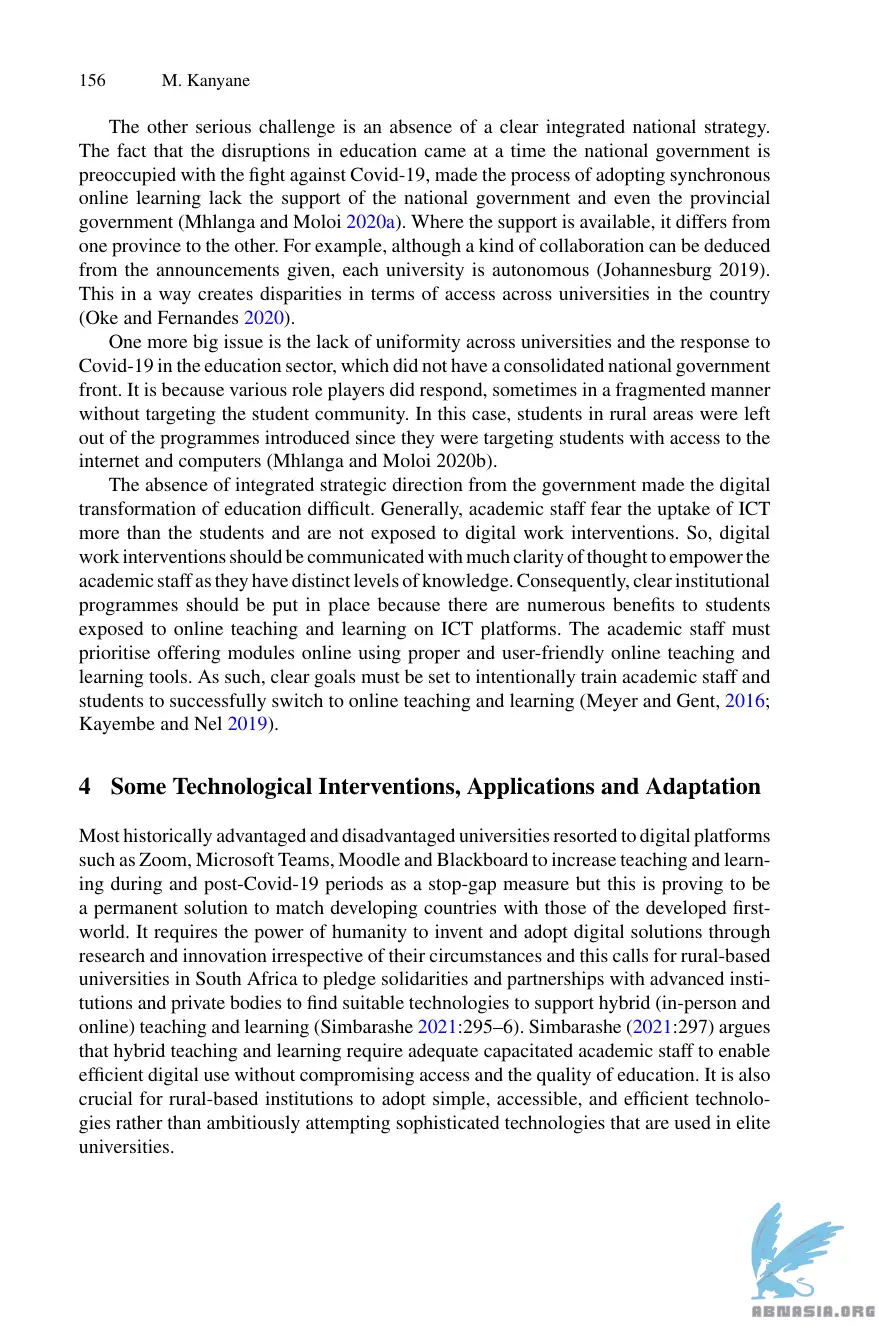 156 M. Kanyane
The other serious challenge is an absence of a clear integrated national strategy.
The fact that the disruptions in education came at a time the national government is
preoccupied with the fight against Covid-19, made the process of adopting synchronous
online learning lack the support of the national government and even the provincial
government (Mhlanga and Moloi 2020a). Where the support is available, it differs from
one province to the other. For example, although a kind of collaboration can be deduced
from the announcements given, each university is autonomous (Johannesburg 2019).
This in a way creates disparities in terms of access across universities in the country
(Oke and Fernandes 2020).
One more big issue is the lack of uniformity across universities and the response to
Covid-19 in the education sector, which did not have a consolidated national government
front. It is because various role players did respond, sometimes in a fragmented manner
without targeting the student community. In this case, students in rural areas were left
out of the programmes introduced since they were targeting students with access to the
internet and computers (Mhlanga and Moloi 2020b).
The absence of integrated strategic direction from the government made the digital
transformation of education difficult. Generally, academic staff fear the uptake of ICT
more than the students and are not exposed to digital work interventions. So, digital
work interventions should be communicated with much clarity of thought to empower the
academic staff as they have distinct levels of knowledge. Consequently, clear institutional
programmes should be put in place because there are numerous benefits to students
exposed to online teaching and learning on ICT platforms. The academic staff must
prioritise offering modules online using proper and user-friendly online teaching and
learning tools. As such, clear goals must be set to intentionally train academic staff and
students to successfully switch to online teaching and learning (Meyer and Gent, 2016;
Kayembe and Nel 2019).
4 Some Technological Interventions, Applications and Adaptation
Most historically advantaged and disadvantaged universities resorted to digital platforms
such as Zoom, Microsoft Teams, Moodle and Blackboard to increase teaching and learn-
ing during and post-Covid-19 periods as a stop-gap measure but this is proving to be
a permanent solution to match developing countries with those of the developed first-
world. It requires the power of humanity to invent and adopt digital solutions through
research and innovation irrespective of their circumstances and this calls for rural-based
universities in South Africa to pledge solidarities and partnerships with advanced insti-
tutions and private bodies to find suitable technologies to support hybrid (in-person and
online) teaching and learning (Simbarashe 2021:295–6). Simbarashe (2021:297) argues
that hybrid teaching and learning require adequate capacitated academic staff to enable
efficient digital use without compromising access and the quality of education. It is also
crucial for rural-based institutions to adopt simple, accessible, and efficient technolo-
gies rather than ambitiously attempting sophisticated technologies that are used in elite
universities.
ABNASIA.ORG